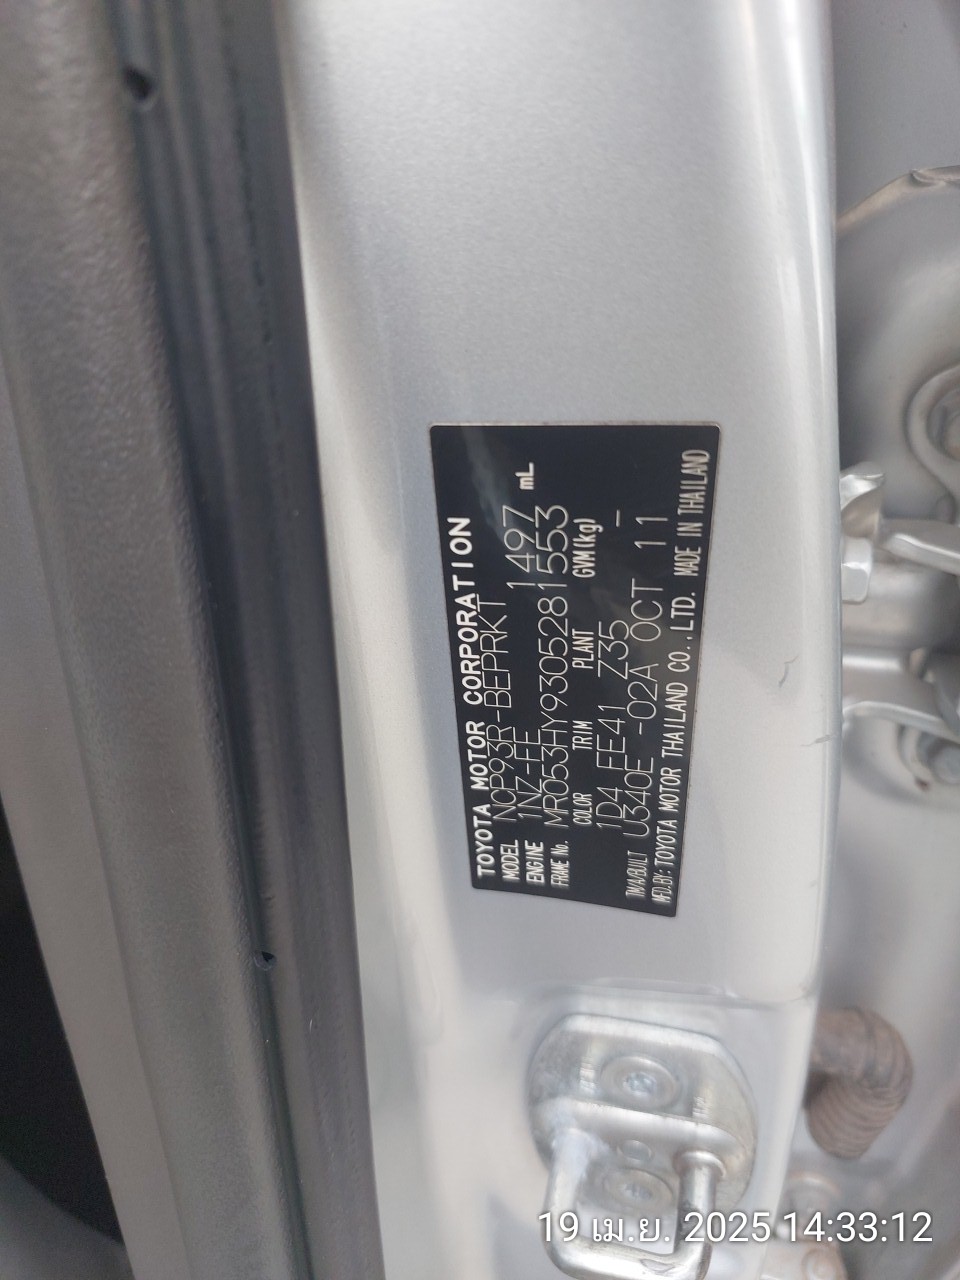 TOYOTA MOTOR CORPORATION
MODEL NCP93R-BEPRKT
ENGINE 1NZ-FE 1497 mL
FRAME No. MR053HY9305281553
COLOR TRIM PLANT GVM(kg)
1D4 FE41 Z35 -
TM/A/BUILT U340E -02A OCT 11
MFD.BY: TOYOTA MOTOR THAILAND CO.,LTD. MADE IN THAILAND
19 เม.ย. 2025 14:33:12